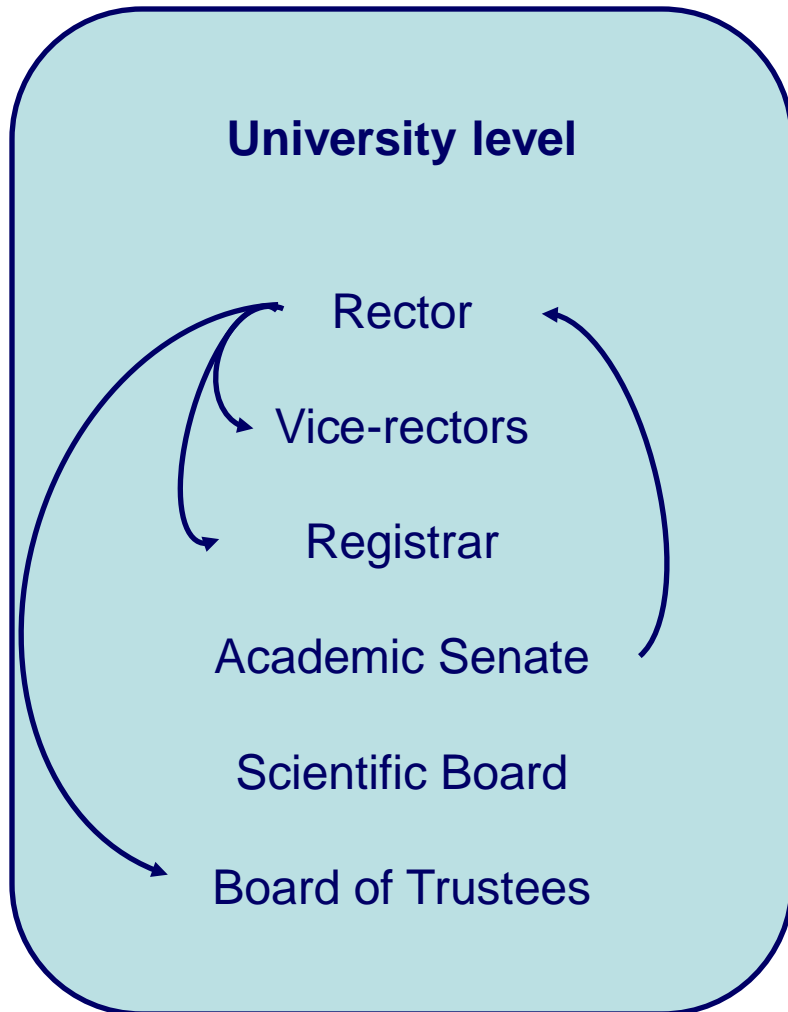 University level
Rector
Vice-rectors
Registrar
Academic Senate
Scientific Board
Board of Trustees